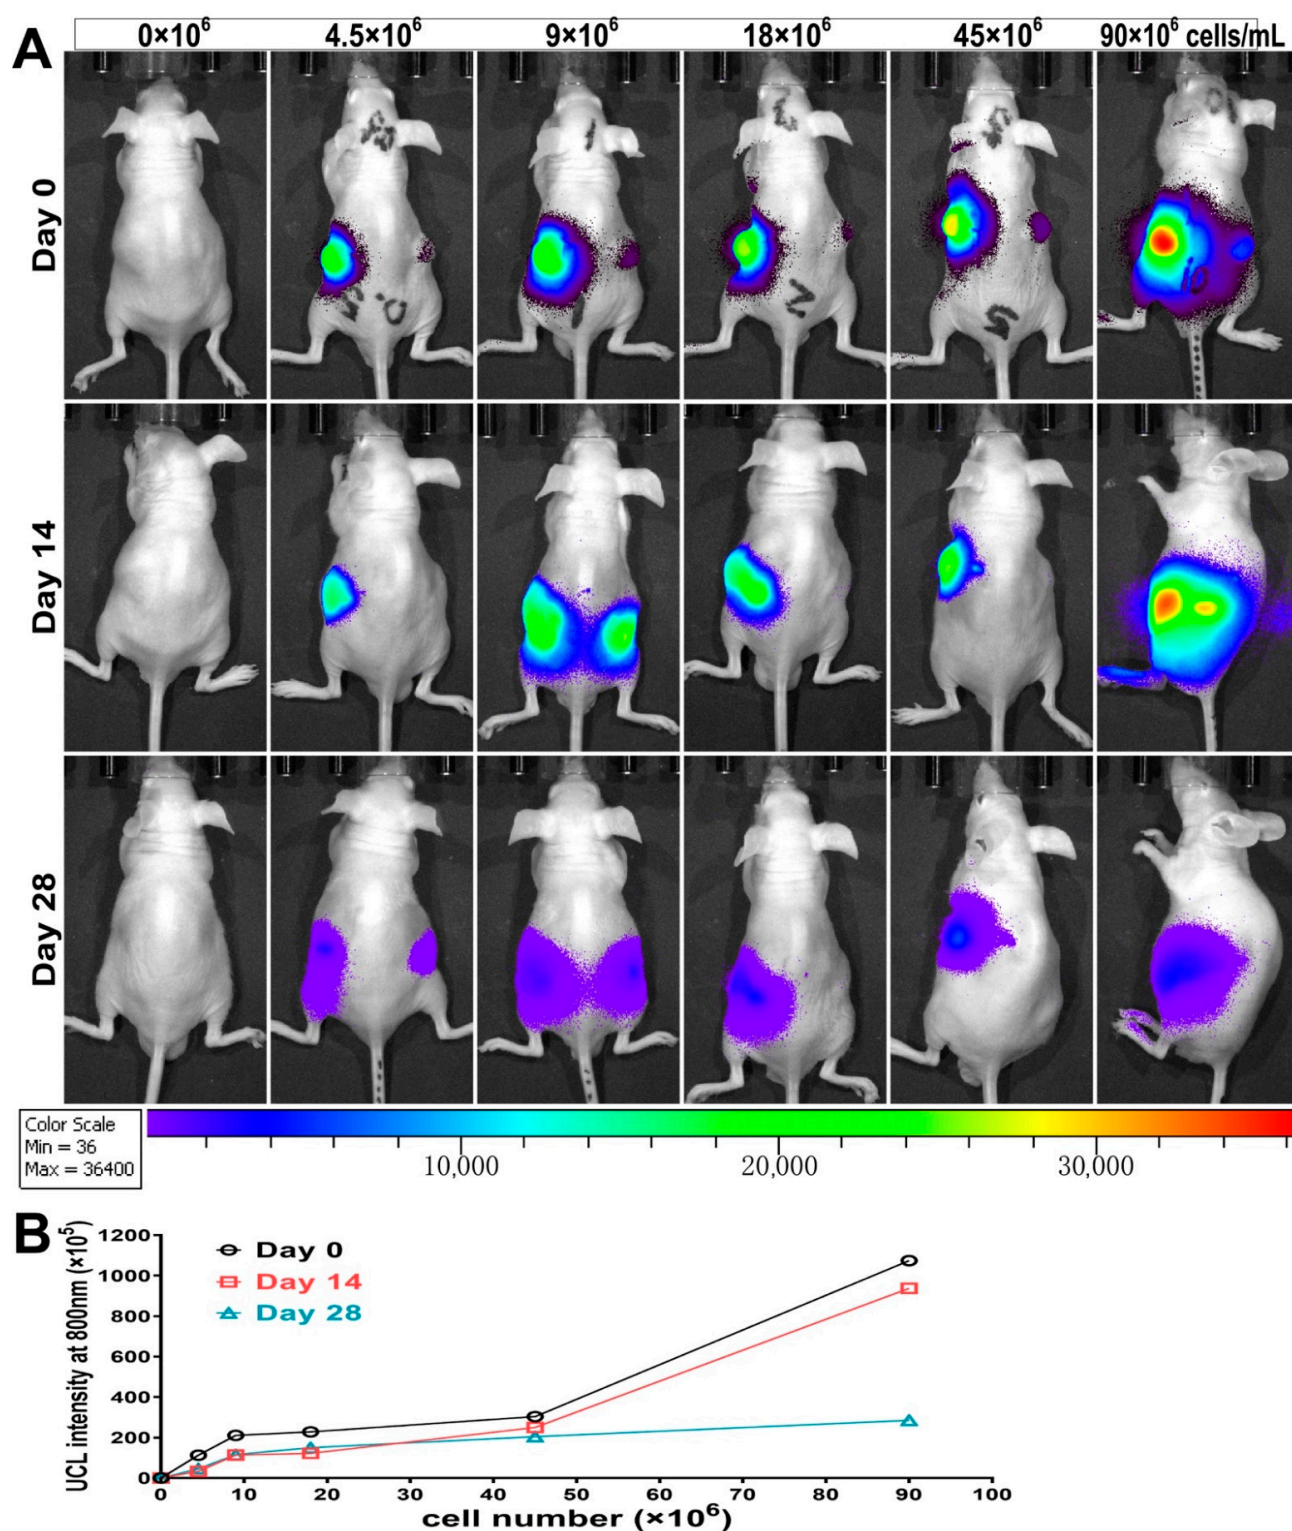 A
0×10⁶ 4.5×10⁶ 9×10⁶ 18×10⁶ 45×10⁶ 90×10⁶ cells/mL
Day 0
Day 14
Day 28
Color Scale
Min = 36
Max = 36400
10,000 20,000 30,000
B
UCL intensity at 800nm (×10⁵)
1200
1000
800
600
400
200
0
Day 0
Day 14
Day 28
0 10 20 30 40 50 60 70 80 90 100
cell number (×10⁶)